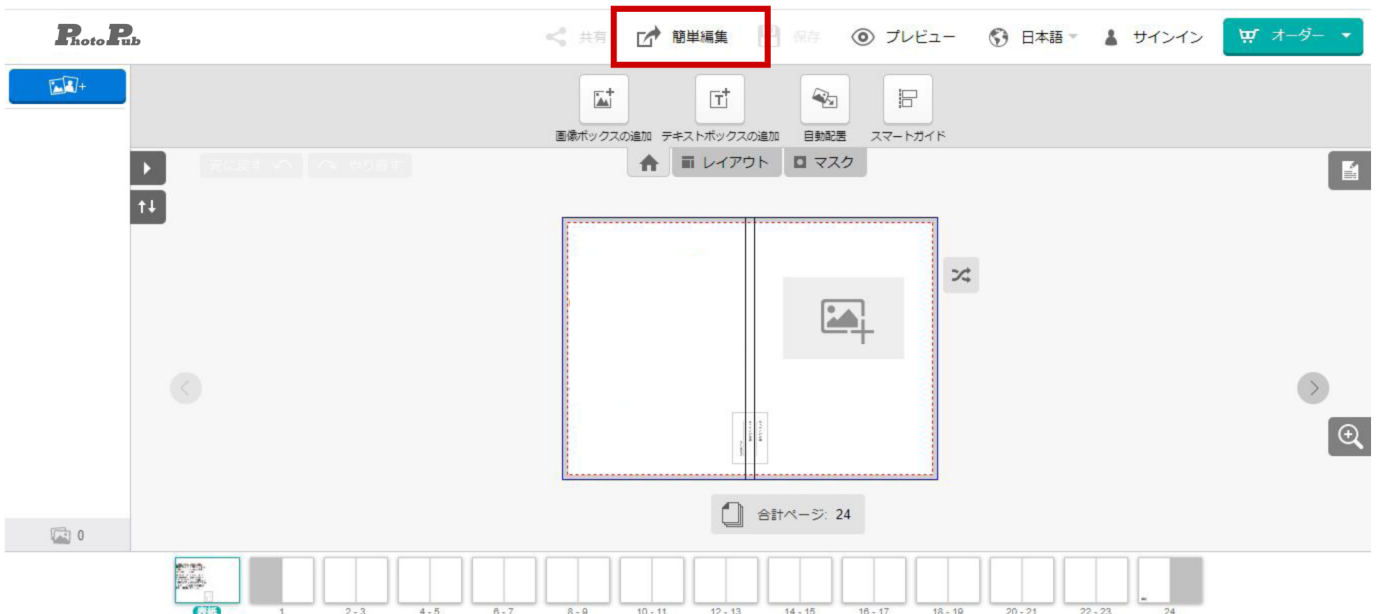 PhotoPub
共有
簡単編集
保存
プレビュー
日本語
サインイン
オーダー
画像ボックスの追加
テキストボックスの追加
自動配置
スマートガイド
元に戻す
やり直す
レイアウト
マスク
合計ページ: 24
0
表紙
1
2 - 3
4 - 5
6 - 7
8 - 9
10 - 11
12 - 13
14 - 15
16 - 17
18 - 19
20 - 21
22 - 23
24